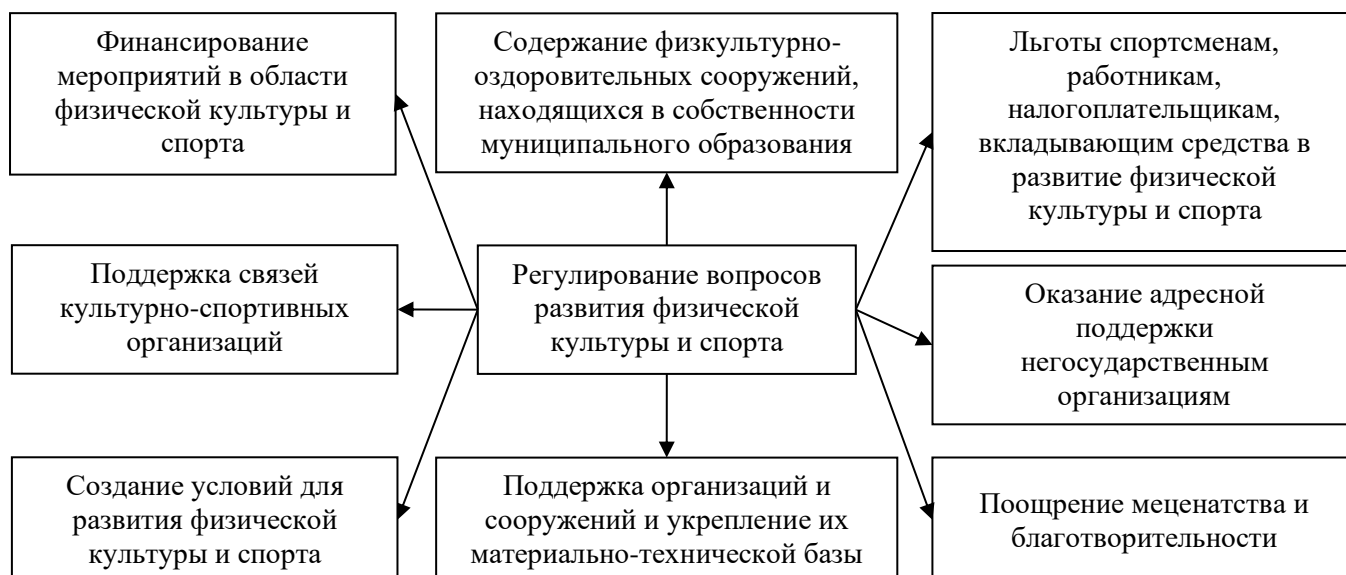 Финансирование
мероприятий в области
физической культуры и
спорта
Содержание физкультурно-
оздоровительных сооружений,
находящихся в собственности
муниципального образования
Льготы спортсменам,
работникам,
налогоплательщикам,
вкладывающим средства в
развитие физической
культуры и спорта
Поддержка связей
культурно-спортивных
организаций
Регулирование вопросов
развития физической
культуры и спорта
Оказание адресной
поддержки
негосударственным
организациям
Создание условий для
развития физической
культуры и спорта
Поддержка организаций и
сооружений и укрепление их
материально-технической базы
Поощрение меценатства и
благотворительности